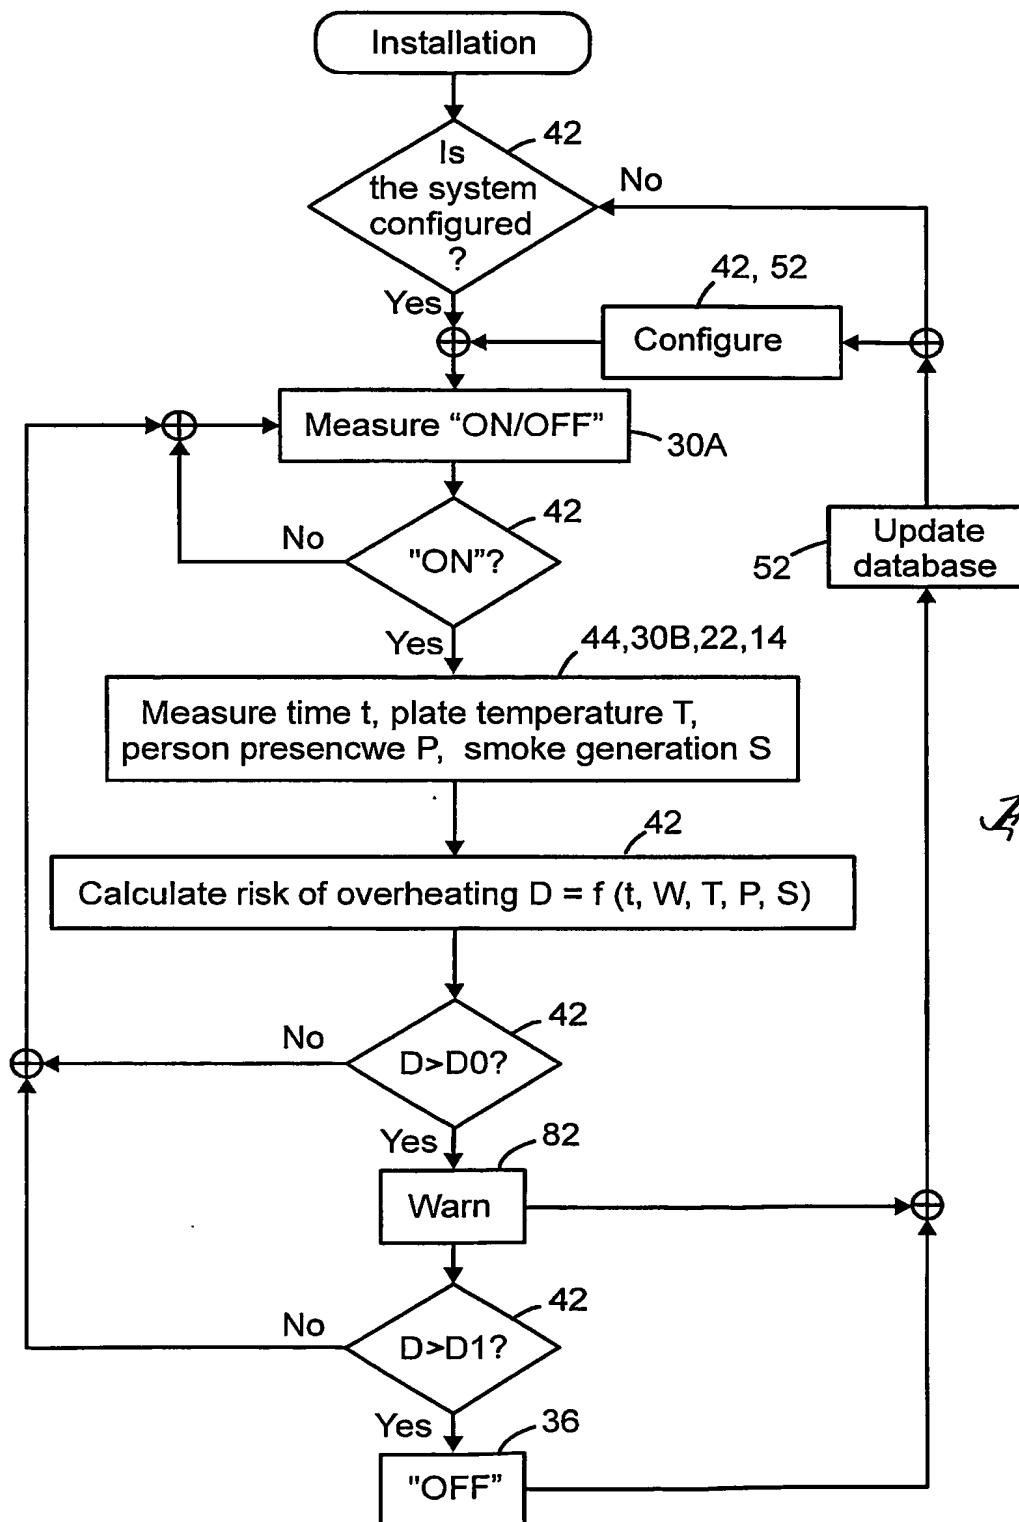 Installation
42
Is
the system
configured
?
No
Yes
42, 52
Configure
Measure “ON/OFF”
30A
42
"ON”?
No
Yes
Update
database
52
44,30B,22,14
Measure time t, plate temperature T,
person presencwe P, smoke generation S
42
Calculate risk of overheating D = f (t, W, T, P, S)
42
D>D0?
No
Yes
82
Warn
42
D>D1?
No
Yes
36
"OFF”